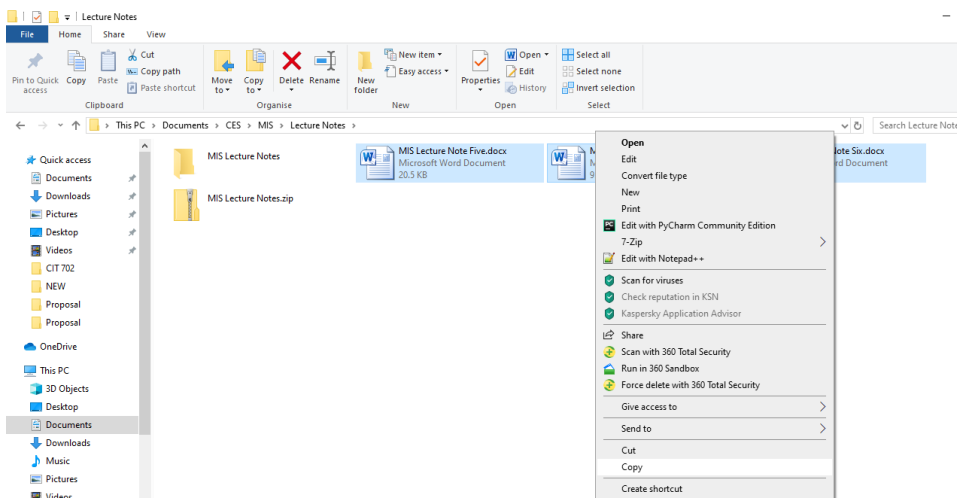 Lecture Notes
File Home Share View
Pin to Quick access
Copy
Paste
Cut
Copy path
Paste shortcut
Clipboard
Move to
Copy to
Delete
Rename
Organise
New folder
New item
Easy access
New
Properties
Open
Edit
History
Open
Select all
Select none
Invert selection
Select
This PC > Documents > CES > MIS > Lecture Notes >
Search Lecture Note
Quick access
Documents
Downloads
Pictures
Desktop
Videos
CIT 702
NEW
Proposal
Proposal
OneDrive
This PC
3D Objects
Desktop
Documents
Downloads
Music
Pictures
Videos
MIS Lecture Notes
MIS Lecture Notes.zip
MIS Lecture Note Five.docx
Microsoft Word Document
20.5 KB
M
M
9
Note Six.docx
rd Document
Open
Edit
Convert file type
New
Print
Edit with PyCharm Community Edition
7-Zip
Edit with Notepad++
Scan for viruses
Check reputation in KSN
Kaspersky Application Advisor
Share
Scan with 360 Total Security
Run in 360 Sandbox
Force delete with 360 Total Security
Give access to
Send to
Cut
Copy
Create shortcut